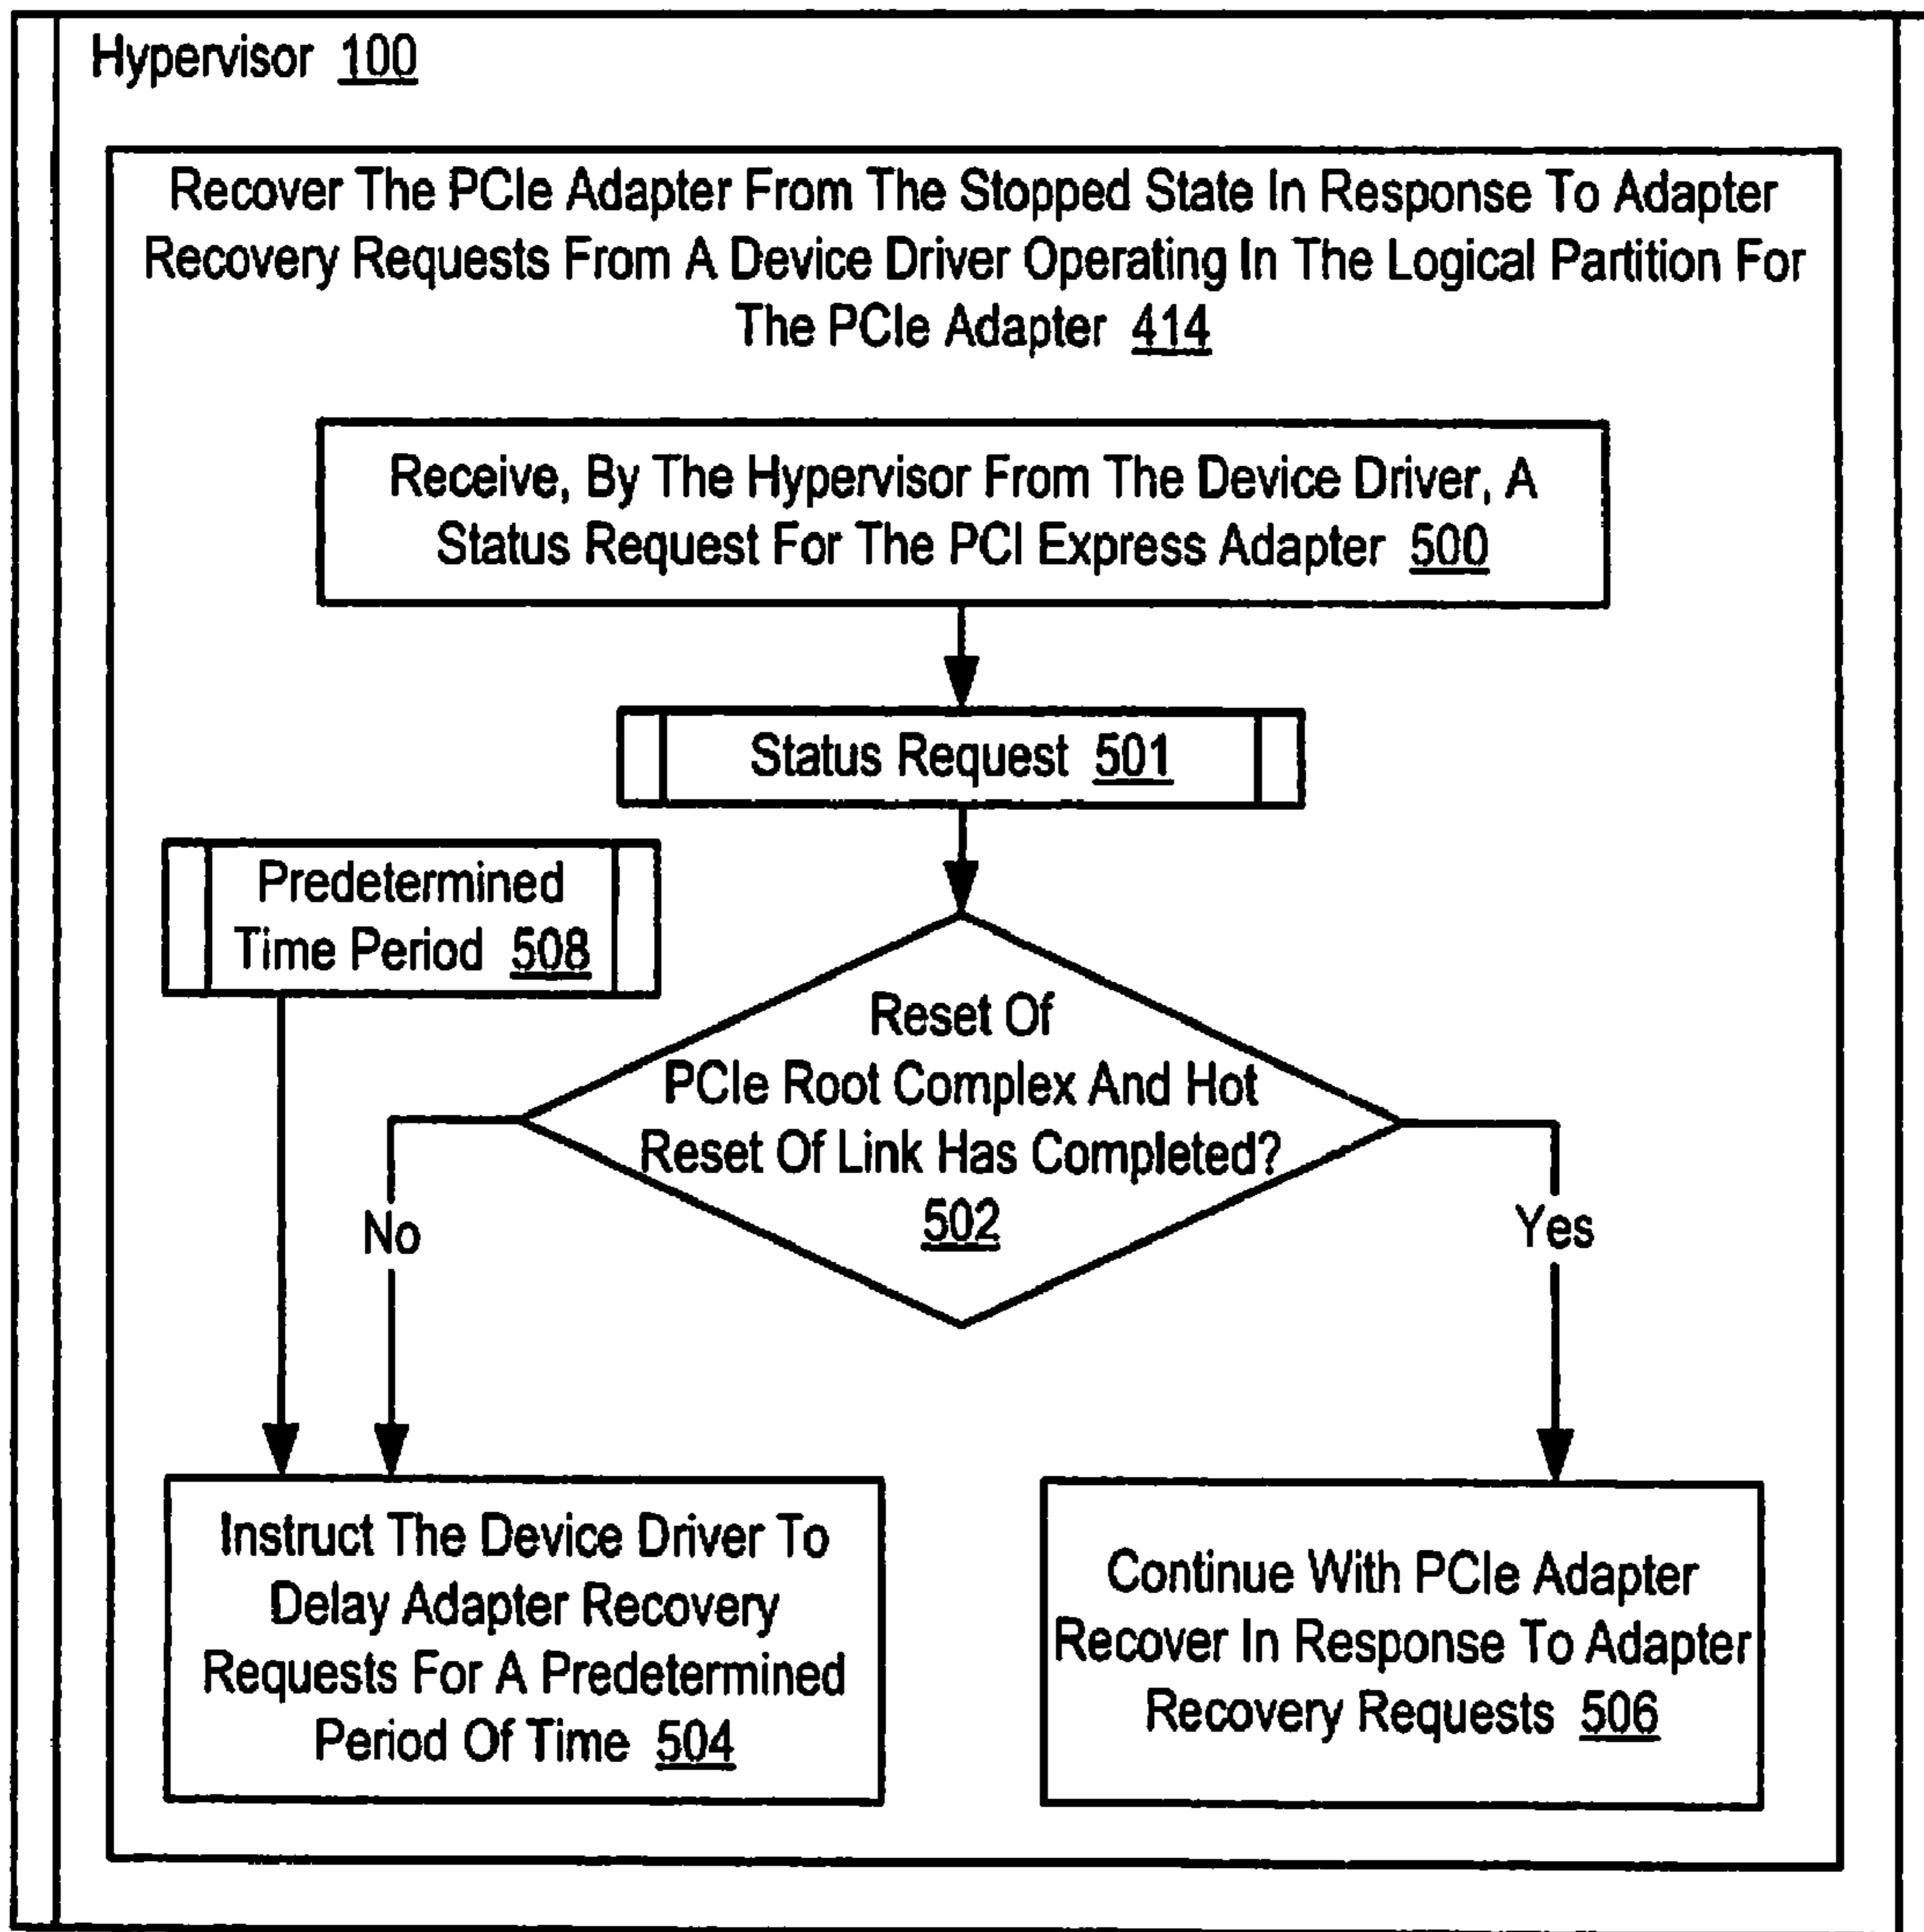 Hypervisor 100
Recover The PCIe Adapter From The Stopped State In Response To Adapter
Recovery Requests From A Device Driver Operating In The Logical Partition For
The PCIe Adapter 414
Receive, By The Hypervisor From The Device Driver, A
Status Request For The PCI Express Adapter 500
Status Request 501
Predetermined
Time Period 508
Reset Of
PCIe Root Complex And Hot
Reset Of Link Has Completed?
502
No
Yes
Instruct The Device Driver To
Delay Adapter Recovery
Requests For A Predetermined
Period Of Time 504
Continue With PCIe Adapter
Recover In Response To Adapter
Recovery Requests 506